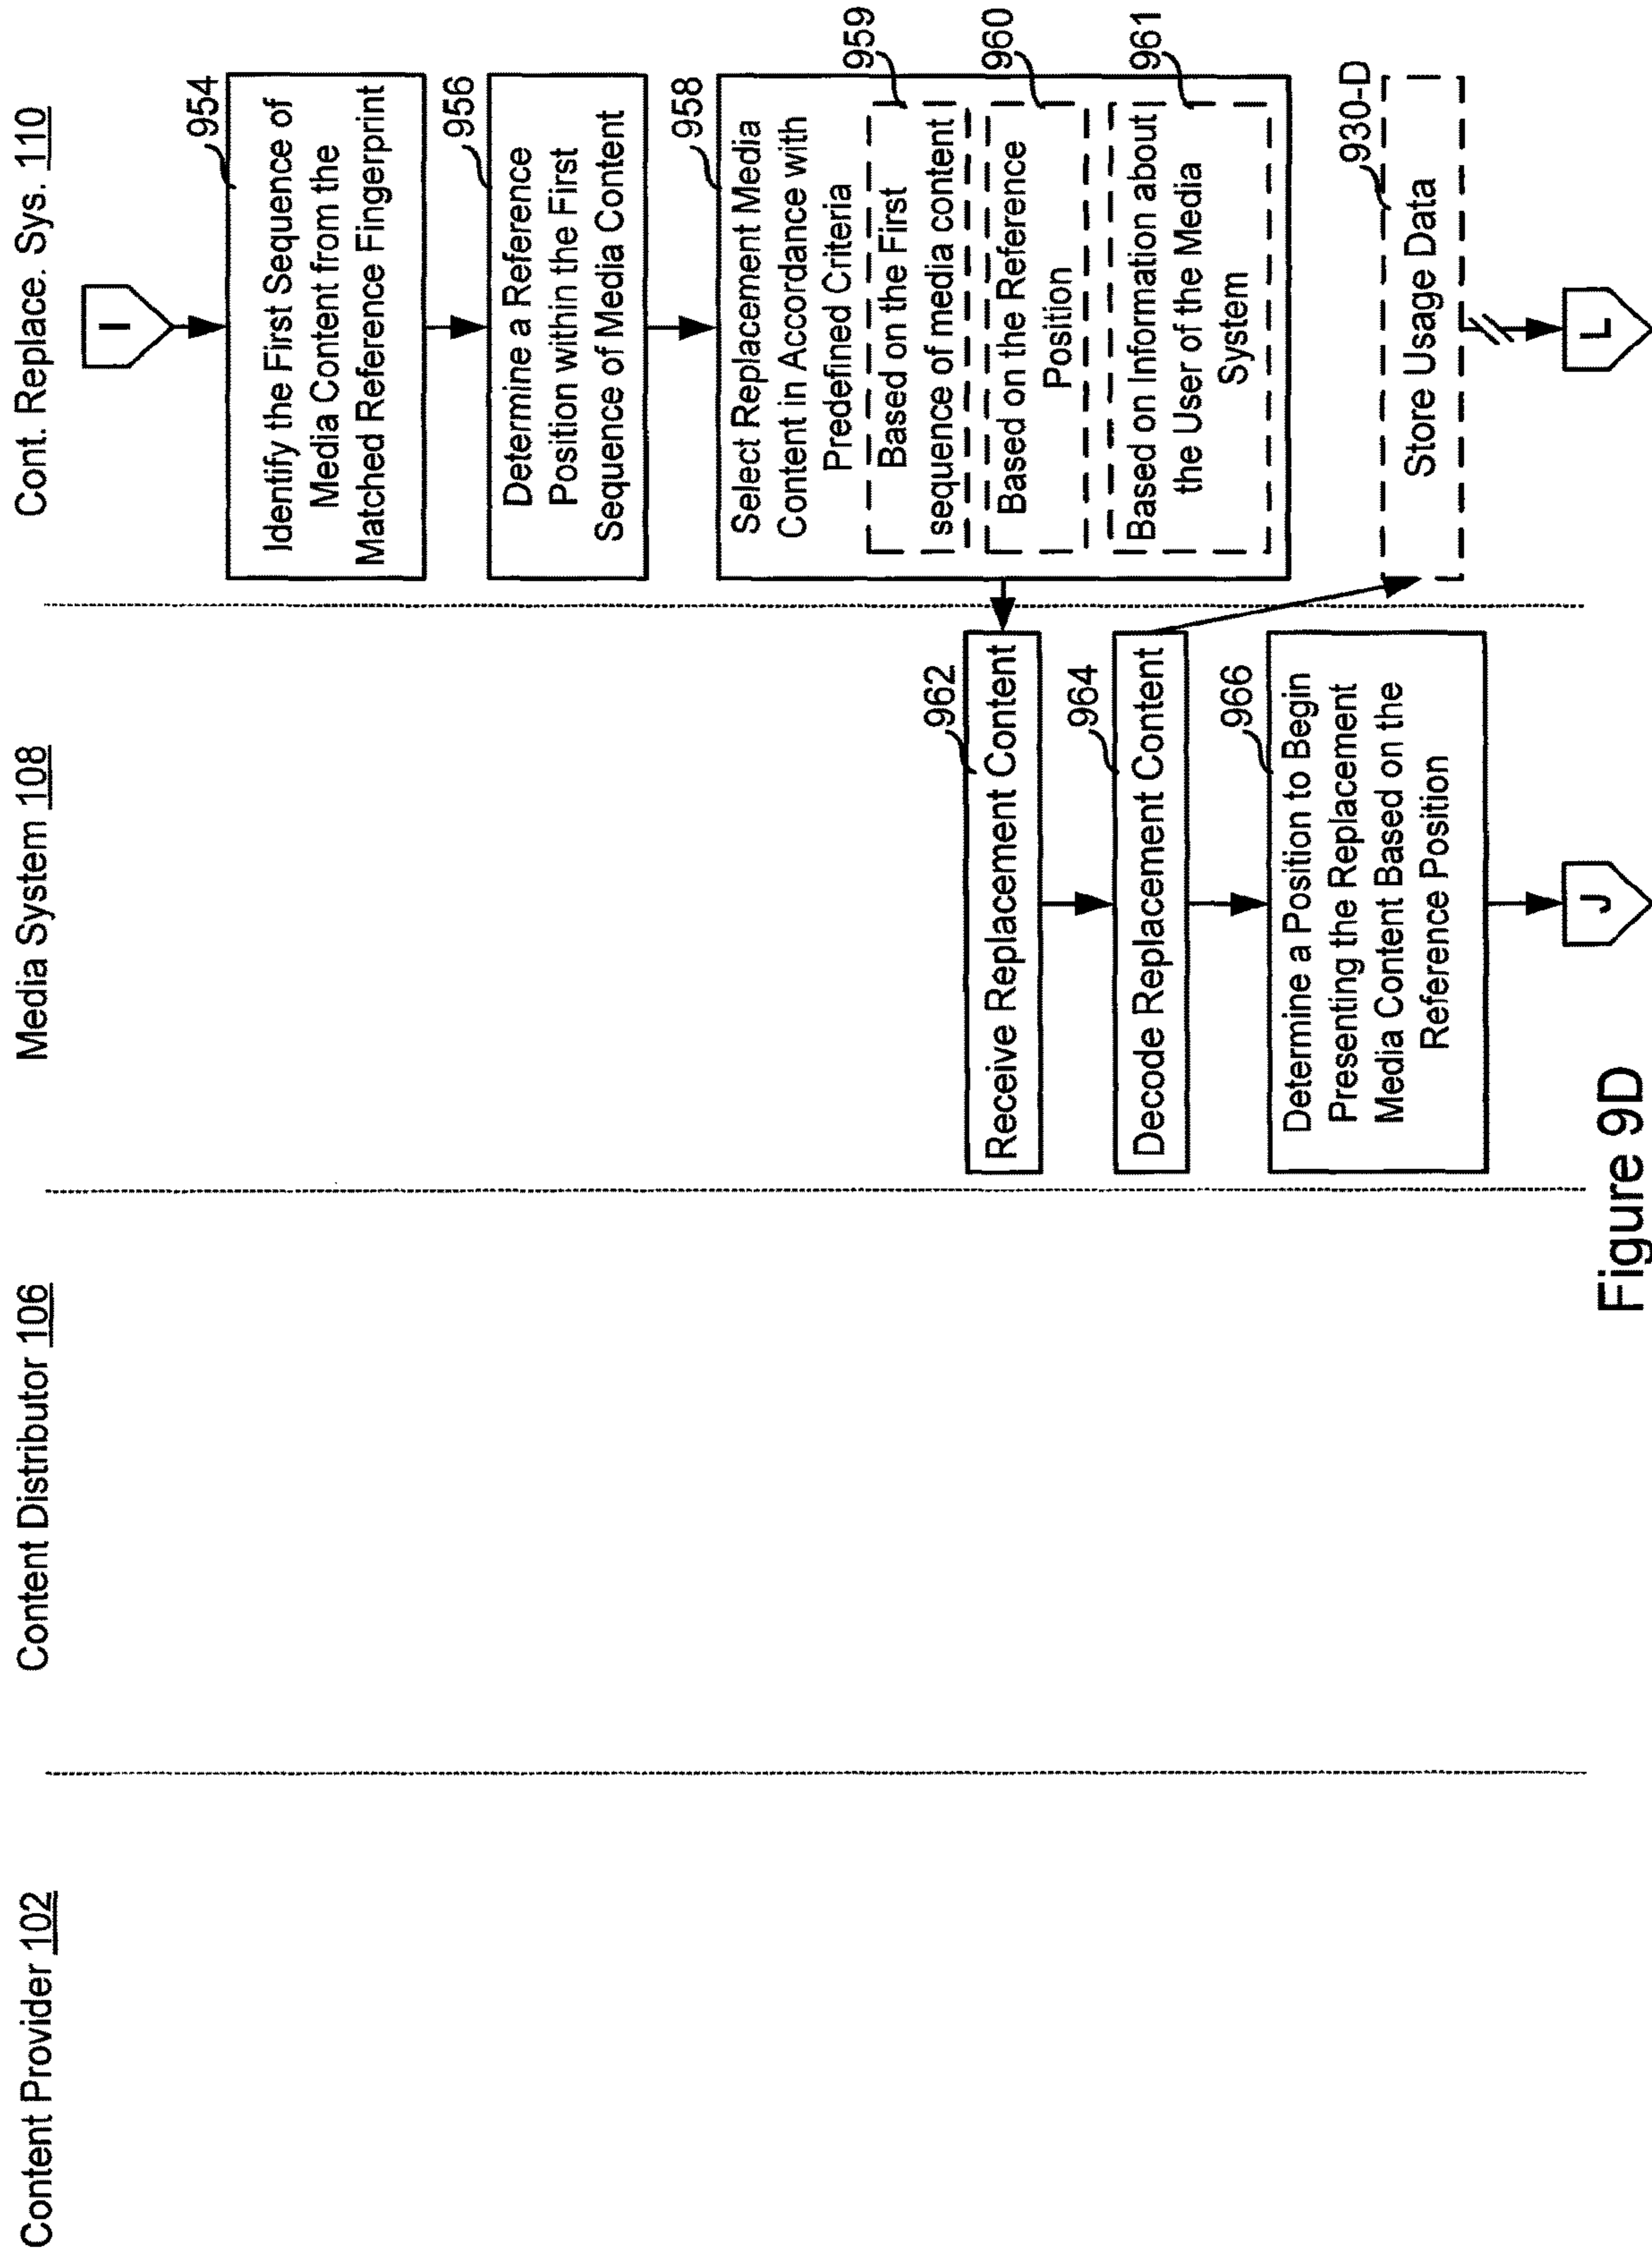 Content Provider 102
Content Distributor 106
Media System 108
Cont. Replace. Sys. 110
I
954
Identify the First Sequence of
Media Content from the
Matched Reference Fingerprint
956
Determine a Reference
Position within the First
Sequence of Media Content
958
Select Replacement Media
Content in Accordance with
Predefined Criteria
959
Based on the First
sequence of media content
960
Based on the Reference
Position
961
Based on Information about
the User of the Media
System
962
Receive Replacement Content
964
Decode Replacement Content
966
Determine a Position to Begin
Presenting the Replacement
Media Content Based on the
Reference Position
930-D
Store Usage Data
J
L
Figure 9D